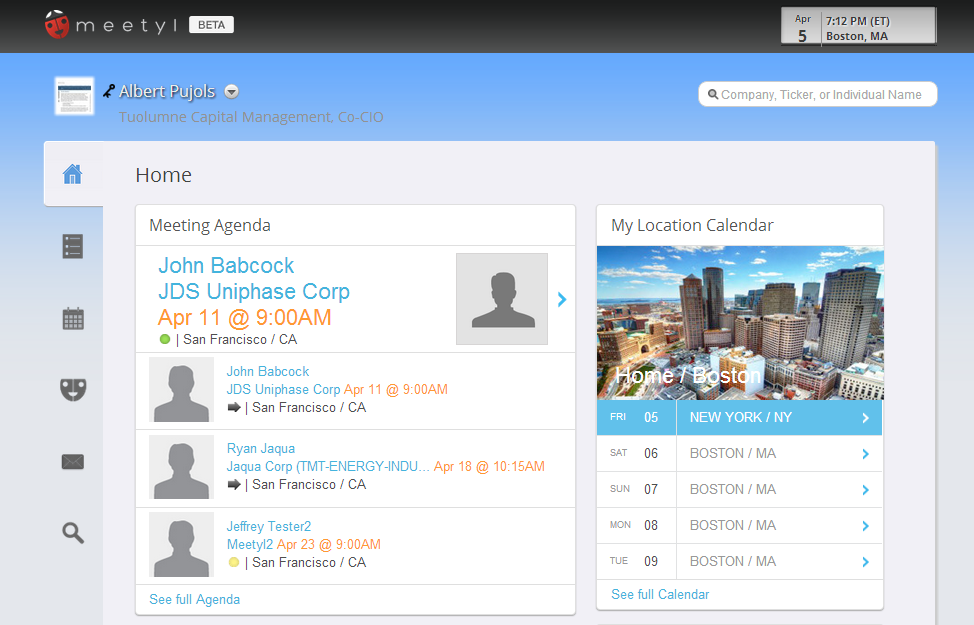 meetyl BETA
Apr 5
7:12 PM (ET)
Boston, MA
Albert Pujols
Tuolumne Capital Management, Co-CIO
Company, Ticker, or Individual Name
Home
Meeting Agenda
John Babcock
JDS Uniphase Corp
Apr 11 @ 9:00AM
| San Francisco / CA
John Babcock
JDS Uniphase Corp Apr 11 @ 9:00AM
| San Francisco / CA
Ryan Jaqua
Jaqua Corp (TMT-ENERGY-INDU... Apr 18 @ 10:15AM
| San Francisco / CA
Jeffrey Tester2
Meetyl2 Apr 23 @ 9:00AM
| San Francisco / CA
See full Agenda
My Location Calendar
Home / Boston
FRI 05 NEW YORK / NY
SAT 06 BOSTON / MA
SUN 07 BOSTON / MA
MON 08 BOSTON / MA
TUE 09 BOSTON / MA
See full Calendar